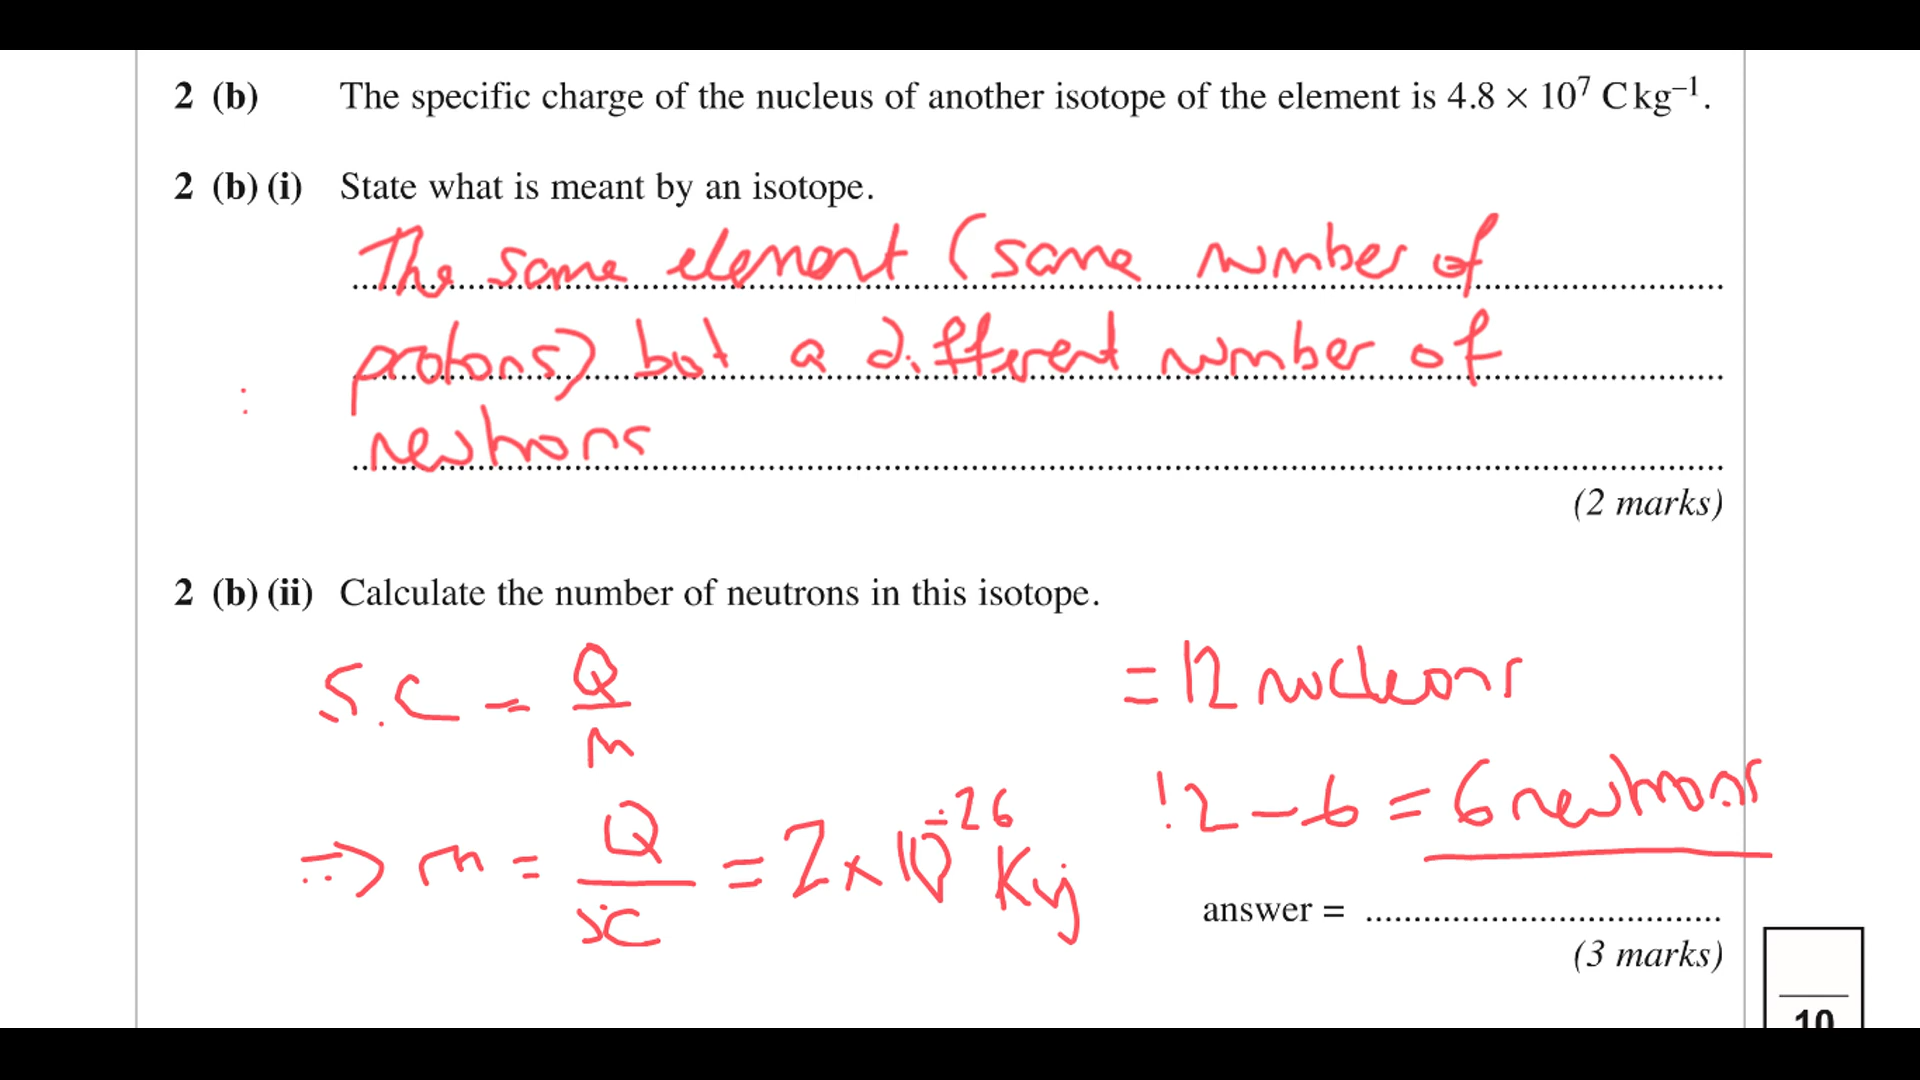 2 (b) The specific charge of the nucleus of another isotope of the element is 4.8 × 10⁷ C kg⁻¹.
2 (b) (i) State what is meant by an isotope.
The same element (same number of
protons) but a different number of
neutrons
(2 marks)
2 (b) (ii) Calculate the number of neutrons in this isotope.
S.C = Q/m
= 12 nucleons
⇒ m = Q/SC = 2 × 10⁻²⁶ Kg
12 - 6 = 6 neutrons
answer = ....................................
(3 marks)
10